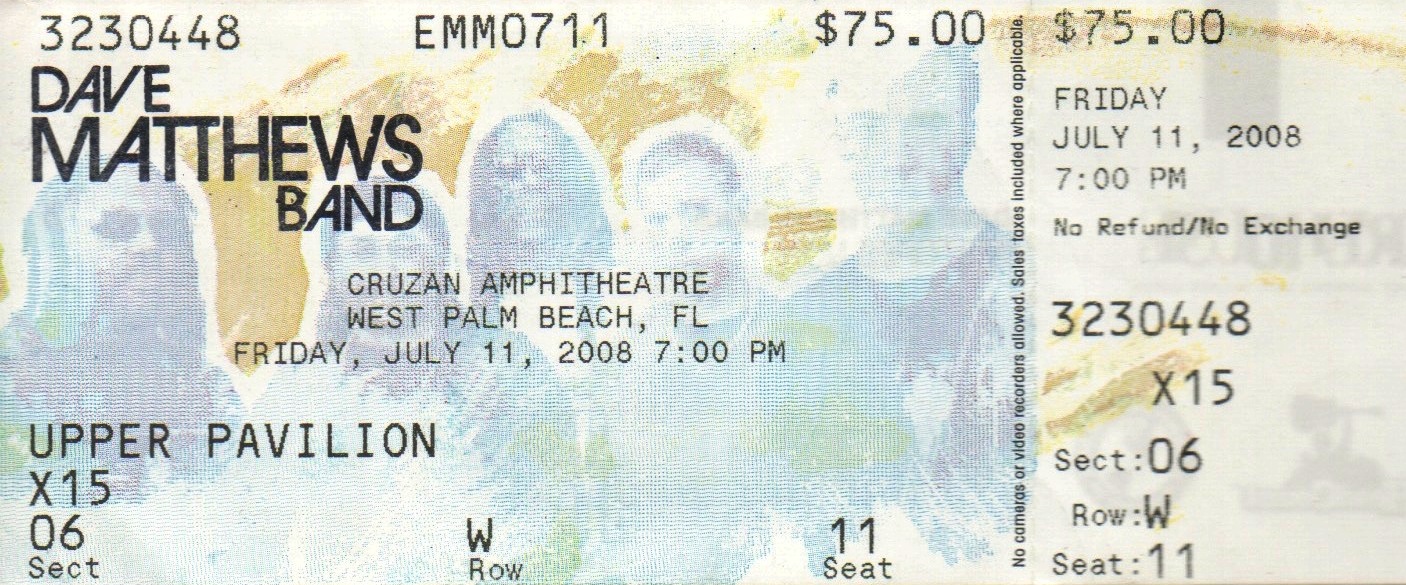 3230448 EMM0711 $75.00
DAVE
MATTHEWS
BAND
CRUZAN AMPHITHEATRE
WEST PALM BEACH, FL
FRIDAY, JULY 11, 2008 7:00 PM
UPPER PAVILION
X15
06 W 11
Sect Row Seat
No cameras or video recorders allowed. Sales taxes included where applicable.
$75.00
FRIDAY
JULY 11, 2008
7:00 PM
No Refund/No Exchange
3230448
X15
Sect:06
Row:W
Seat:11